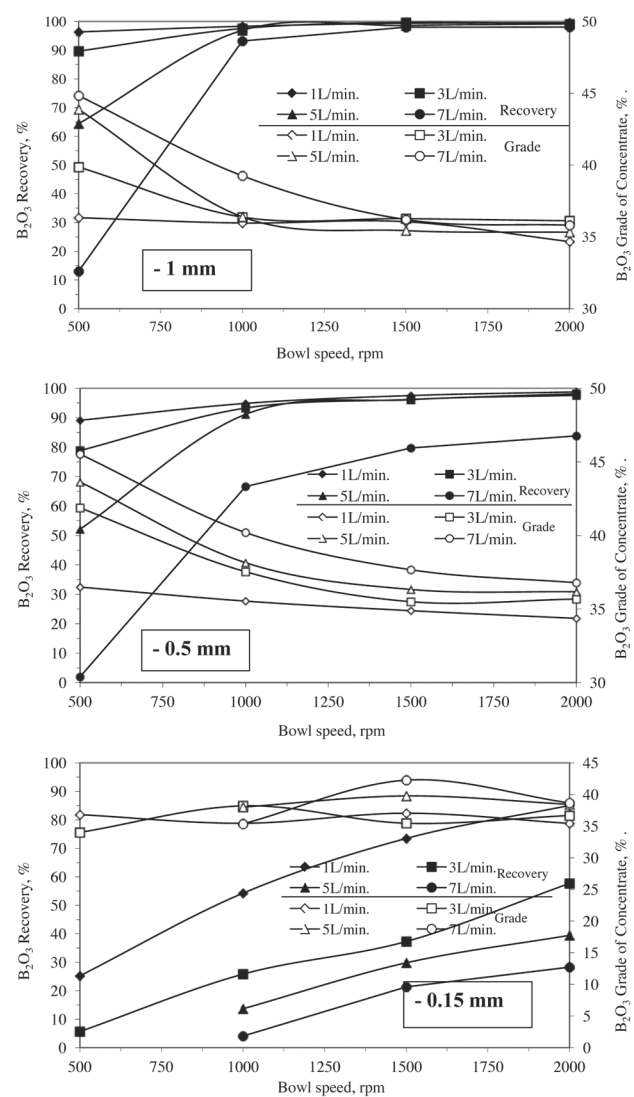 100 50
90
80 45
70
1L/min. 3L/min.
5L/min. 7L/min. Recovery
60
1L/min. 3L/min.
Grade
5L/min. 7L/min.
50 40
40
30 35
20
- 1 mm
10
0 30
500 750 1000 1250 1500 1750 2000
Bowl speed, rpm
B₂O₃ Recovery, %
B₂O₃ Grade of Concentrate, % .
100 50
90
80 45
70
1L/min. 3L/min.
5L/min. 7L/min. Recovery
60
1L/min. 3L/min.
Grade
5L/min. 7L/min.
50 40
40
30 35
20
- 0.5 mm
10
0 30
500 750 1000 1250 1500 1750 2000
Bowl speed, rpm
B₂O₃ Recovery, %
B₂O₃ Grade of Concentrate, % .
100 45
90 40
80 35
70 30
1L/min. 3L/min. Recovery
5L/min. 7L/min.
60 25
1L/min. 3L/min.
Grade
5L/min. 7L/min.
50 20
40 15
30 10
20
- 0.15 mm
10 5
0 0
500 750 1000 1250 1500 1750 2000
Bowl speed, rpm
B₂O₃ Recovery, %
B₂O₃ Grade of Concentrate, % .